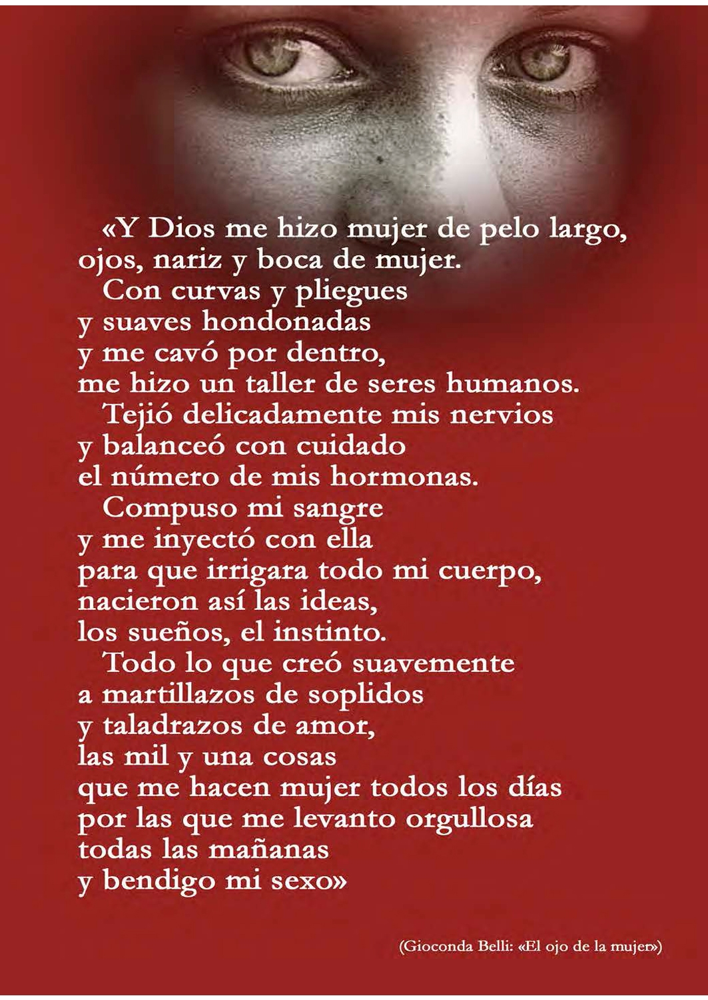 «Y Dios me hizo mujer de pelo largo,
ojos, nariz y boca de mujer.
Con curvas y pliegues
y suaves hondonadas
y me cavó por dentro,
me hizo un taller de seres humanos.
Tejió delicadamente mis nervios
y balanceó con cuidado
el número de mis hormonas.
Compuso mi sangre
y me inyectó con ella
para que irrigara todo mi cuerpo,
nacieron así las ideas,
los sueños, el instinto.
Todo lo que creó suavemente
a martillazos de soplidos
y taladrazos de amor,
las mil y una cosas
que me hacen mujer todos los días
por las que me levanto orgullosa
todas las mañanas
y bendigo mi sexo»
(Gioconda Belli: «El ojo de la mujer»)